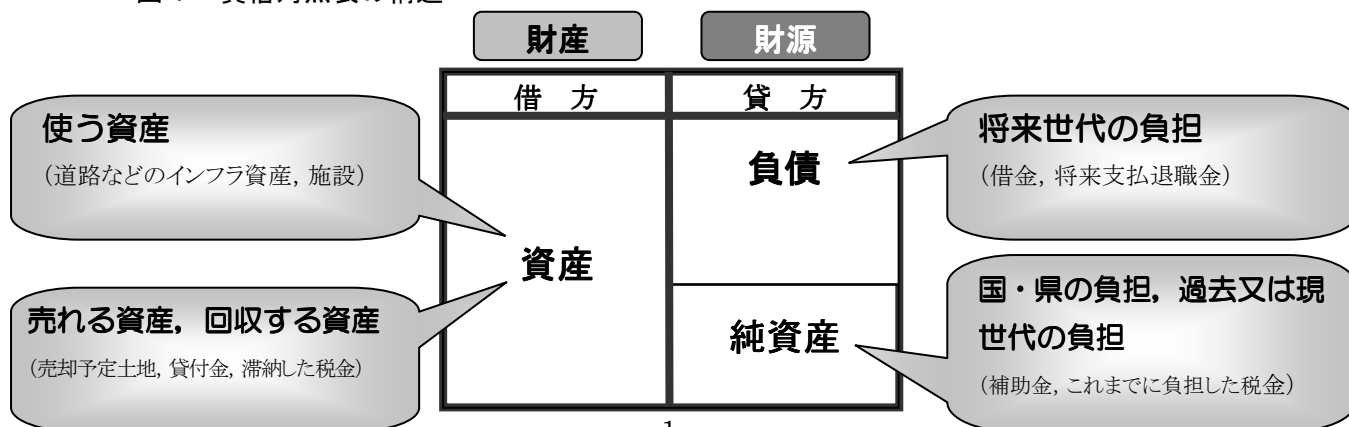 財産
財源
借 方
貸 方
使う資産
(道路などのインフラ資産, 施設)
売れる資産, 回収する資産
(売却予定土地, 貸付金, 滞納した税金)
資産
負債
純資産
将来世代の負担
(借金, 将来支払退職金)
国・県の負担, 過去又は現
世代の負担
(補助金, これまでに負担した税金)